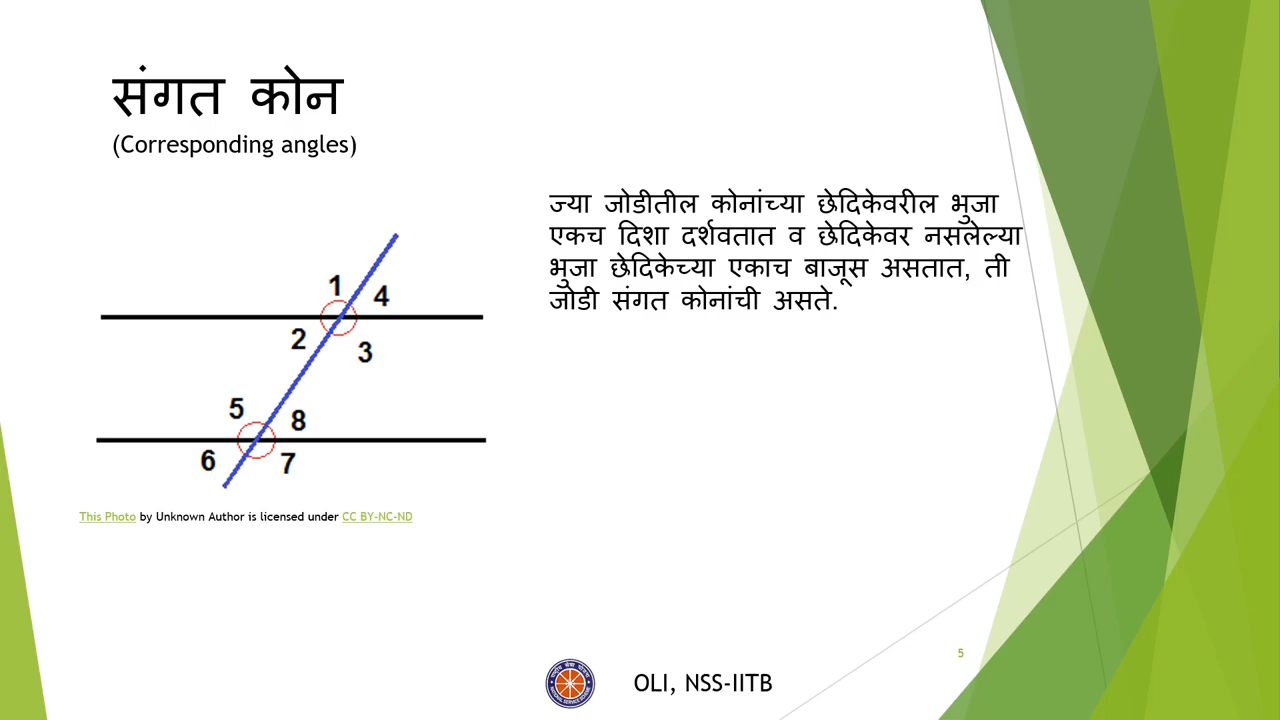 संगत कोन
(Corresponding angles)
ज्या जोडीतील कोनांच्या छेदिकेवरील भुजा
एकच दिशा दर्शवतात व छेदिकेवर नसलेल्या
भुजा छेदिकेच्या एकाच बाजूस असतात, ती
जोडी संगत कोनांची असते.
1
4
2
3
5
8
6
7
This Photo by Unknown Author is licensed under CC BY-NC-ND
5
OLI, NSS-IITB